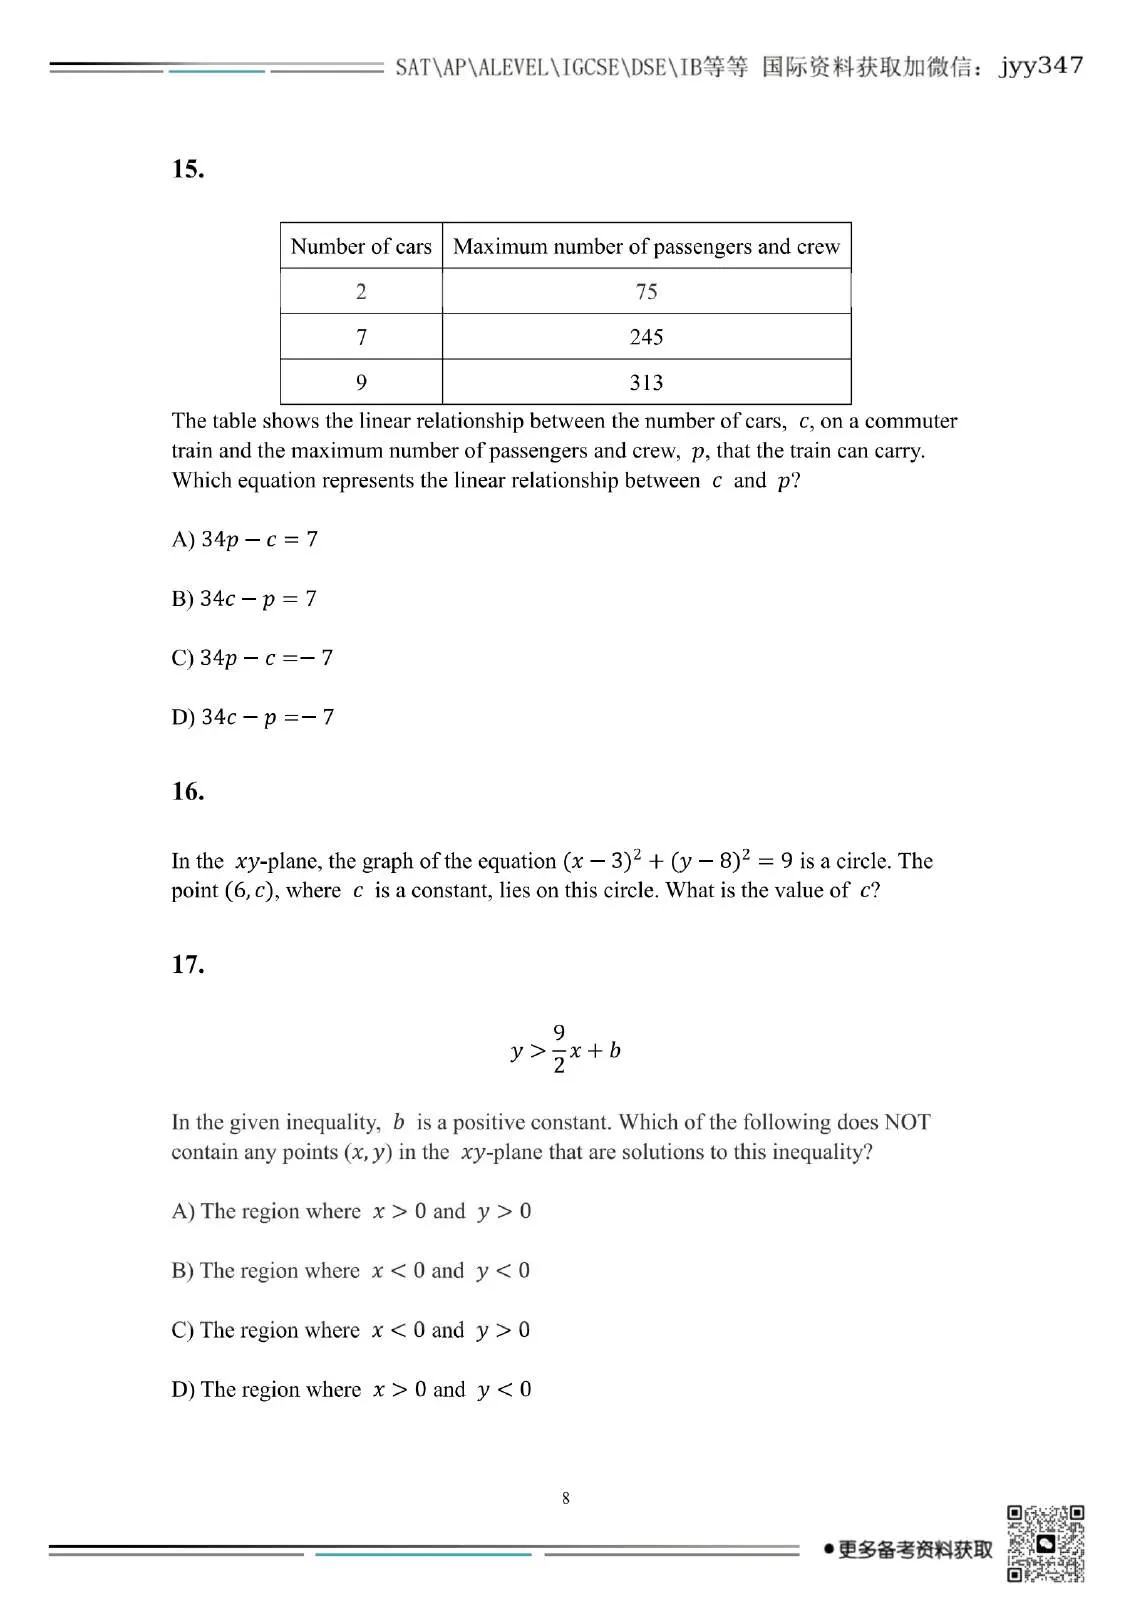 SAT\AP\ALEVEL\IGCSE\DSE\IB等等 国际资料获取加微信: jyy347
15.
Number of cars Maximum number of passengers and crew
2 75
7 245
9 313
The table shows the linear relationship between the number of cars, c, on a commuter
train and the maximum number of passengers and crew, p, that the train can carry.
Which equation represents the linear relationship between c and p?
A) 34p − c = 7
B) 34c − p = 7
C) 34p − c =− 7
D) 34c − p =− 7
16.
In the xy-plane, the graph of the equation (x − 3)² + (y − 8)² = 9 is a circle. The
point (6, c), where c is a constant, lies on this circle. What is the value of c?
17.
y > 9/2 x + b
In the given inequality, b is a positive constant. Which of the following does NOT
contain any points (x, y) in the xy-plane that are solutions to this inequality?
A) The region where x > 0 and y > 0
B) The region where x < 0 and y < 0
C) The region where x < 0 and y > 0
D) The region where x > 0 and y < 0
8
●更多备考资料获取